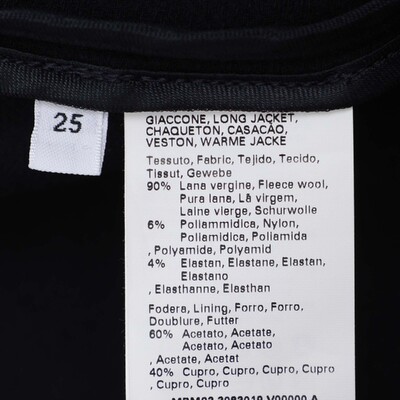 25
GIACCONE, LONG JACKET,
CHAQUETON, CASACÃO,
VESTON, WARME JACKE
Tessuto, Fabric, Tejido, Tecido,
Tissut, Gewebe
90% Lana vergine, Fleece wool,
Pura lana, Lã virgem,
Laine vierge, Schurwolle
6% Poliammidica, Nylon,
Poliamidica, Poliamida
, Polyamide, Polyamid
4% Elastan, Elastane, Elastan,
Elastano
, Elasthanne, Elasthan
Fodera, Lining, Forro, Forro,
Doublure, Futter
60% Acetato, Acetate,
Acetato, Acetato
, Acetate, Acetat
40% Cupro, Cupro, Cupro,
Cupro
, Cupro, Cupro